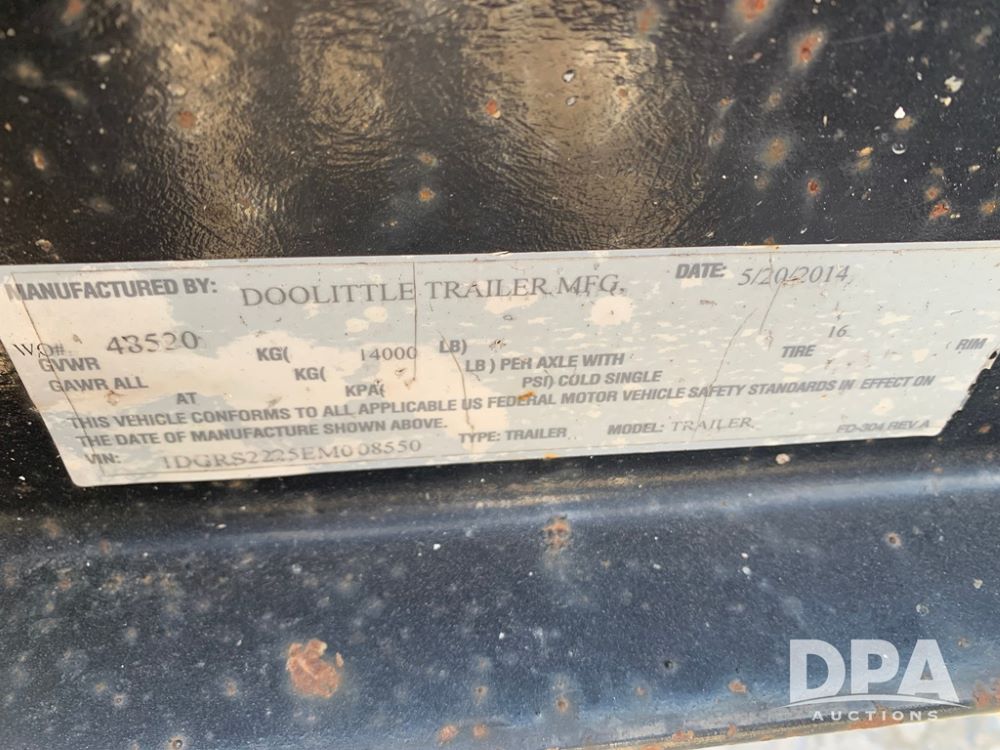 MANUFACTURED BY: DOOLITTLE TRAILER MFG. DATE: 5/20/2014
WO# 48520
GVWR KG( 14000 LB)
GAWR ALL KG( LB) PER AXLE WITH TIRE 16 RIM
AT KPA( PSI) COLD SINGLE
THIS VEHICLE CONFORMS TO ALL APPLICABLE US FEDERAL MOTOR VEHICLE SAFETY STANDARDS IN EFFECT ON
THE DATE OF MANUFACTURE SHOWN ABOVE.
VIN: 1DGRS2225EM008550 TYPE: TRAILER MODEL: TRAILER FD-304 REV A
DPA
AUCTIONS